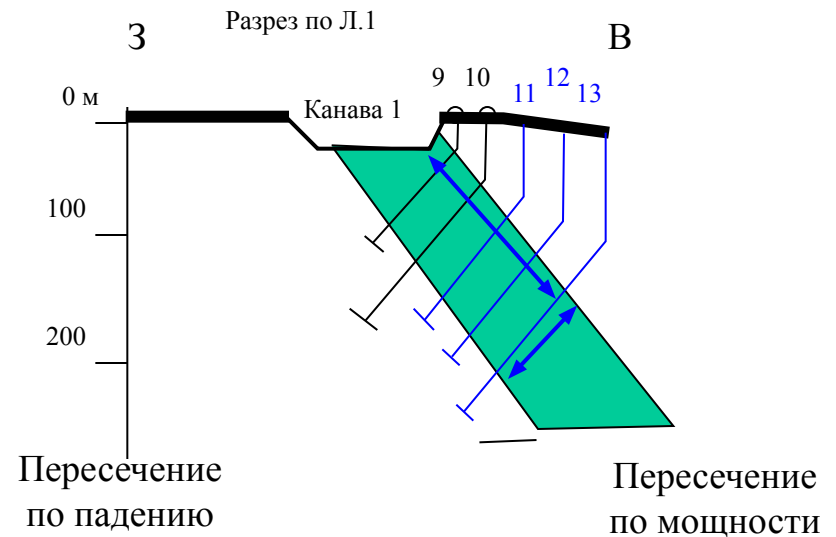 Разрез по Л.1
З
В
9 10 11 12 13
0 м
Канава 1
100
200
Пересечение
по падению
Пересечение
по мощности